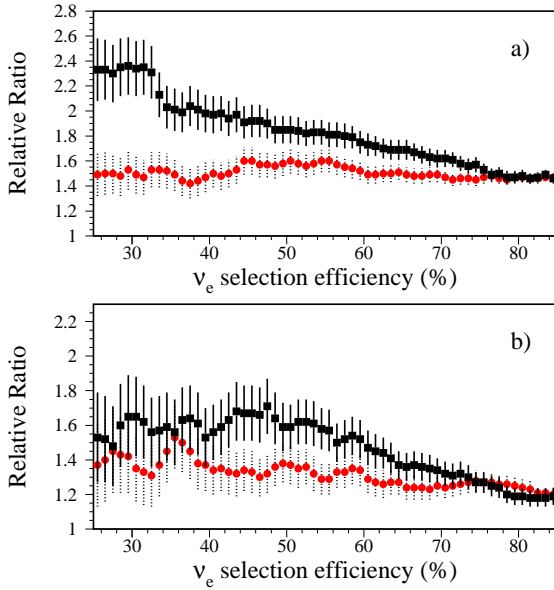 2.8
2.6
2.4
2.2
2
1.8
1.6
1.4
1.2
1
Relative Ratio
a)
30 40 50 60 70 80
νe selection efficiency (%)
2.2
2
1.8
1.6
1.4
1.2
1
Relative Ratio
b)
30 40 50 60 70 80
νe selection efficiency (%)